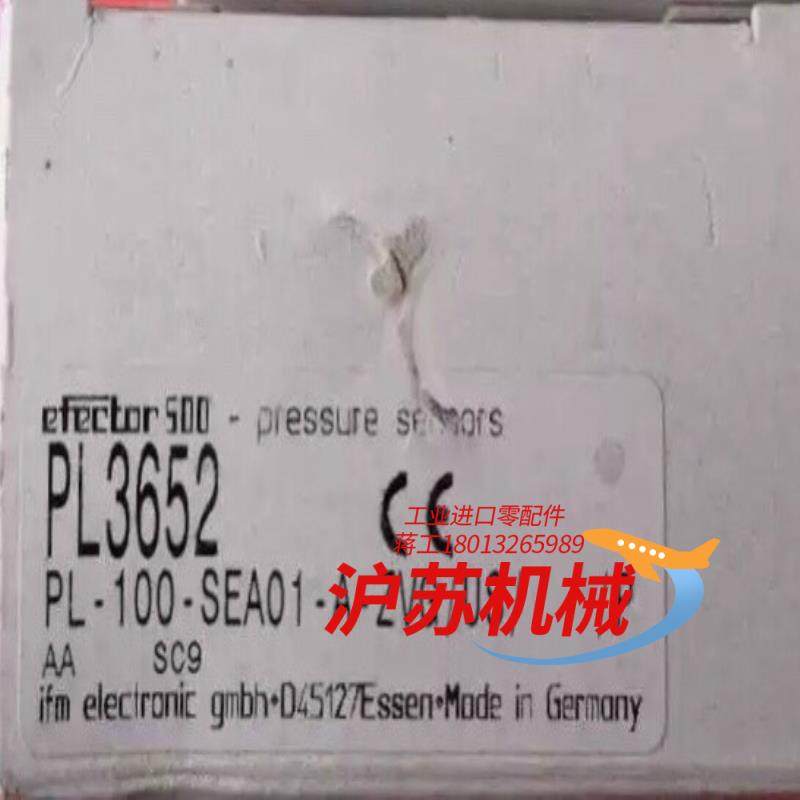 efector500 - pressure sensors
PL3652
CE
工业进口零配件
蒋工18013265989
沪苏机械
PL-100-SEA01-A-
AA SC9
ifm electronic gmbh•D45127Essen•Made in Germany